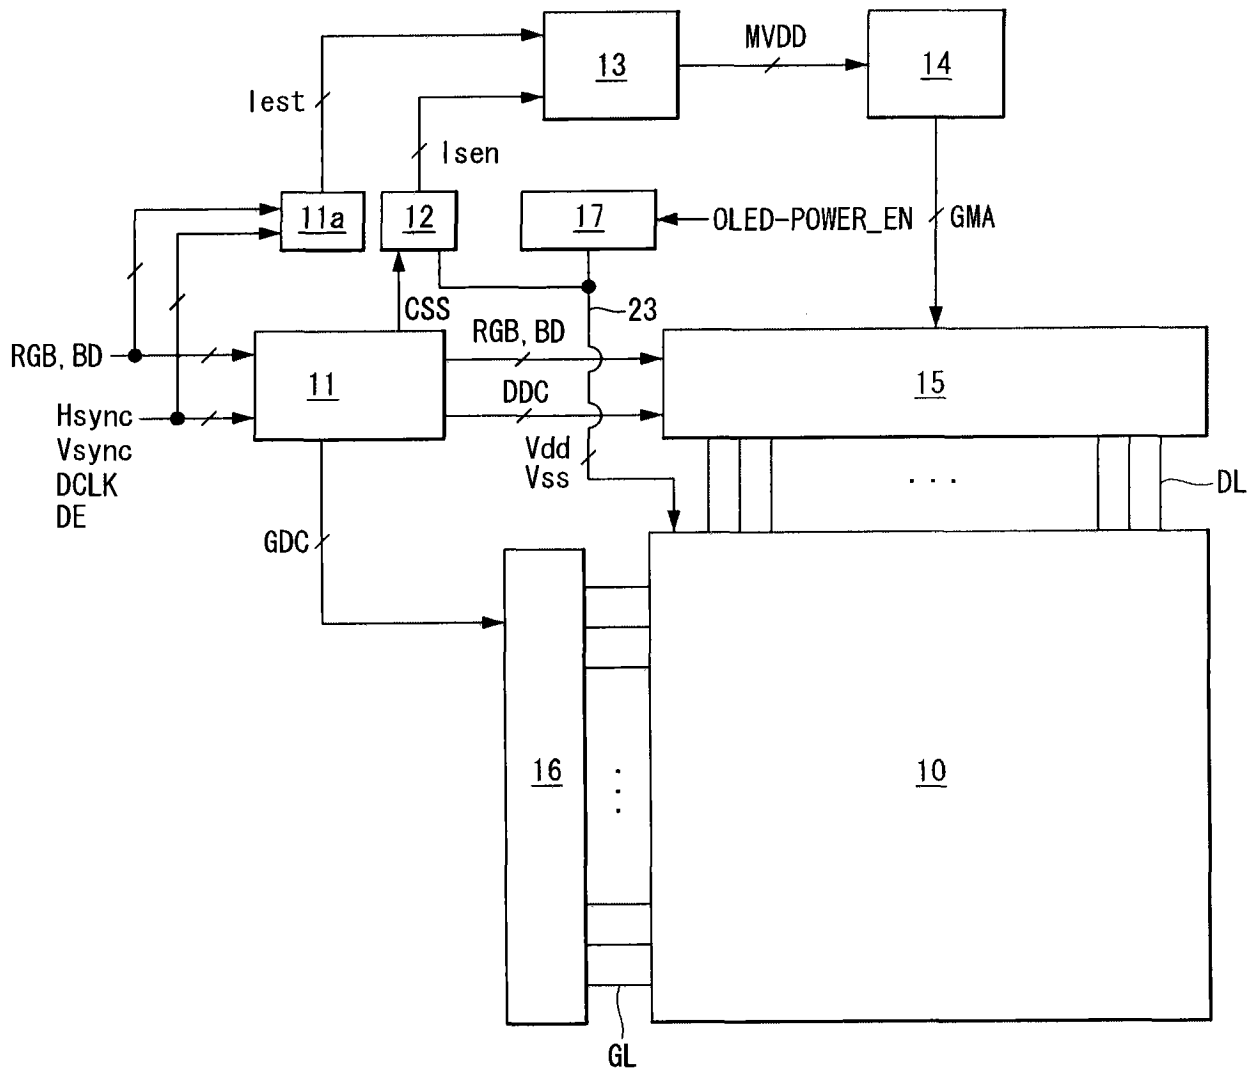 MVDD
13
14
Iest
Isen
11a
12
17
OLED-POWER_EN
GMA
CSS
23
RGB, BD
RGB, BD
11
15
DDC
Hsync
Vsync
DCLK
DE
Vdd
Vss
DL
GDC
16
10
GL